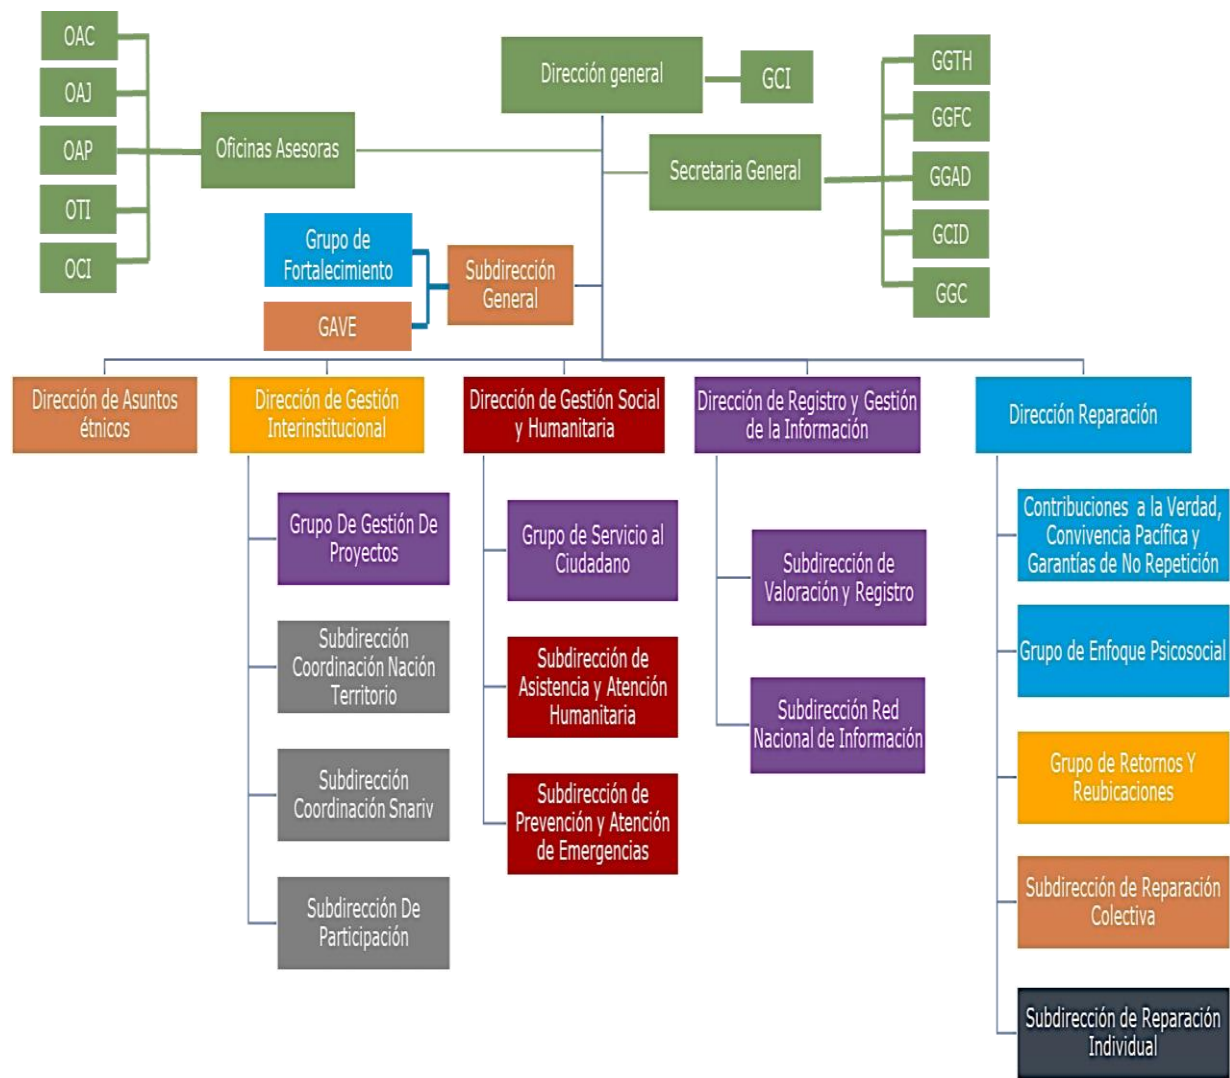 OAC
OAJ
OAP
OTI
OCI
Oficinas Asesoras
Dirección general
GCI
Secretaria General
GGTH
GGFC
GGAD
GCID
GGC
Grupo de
Fortalecimiento
GAVE
Subdirección
General
Dirección de Asuntos
étnicos
Dirección de Gestión
Interinstitucional
Grupo De Gestión De
Proyectos
Subdirección
Coordinación Nación
Territorio
Subdirección
Coordinación Snariv
Subdirección De
Participación
Dirección de Gestión Social
y Humanitaria
Grupo de Servicio al
Ciudadano
Subdirección de
Asistencia y Atención
Humanitaria
Subdirección de
Prevención y Atención
de Emergencias
Dirección de Registro y Gestión
de la Información
Subdirección de
Valoración y Registro
Subdirección Red
Nacional de Información
Dirección Reparación
Contribuciones a la Verdad,
Convivencia Pacífica y
Garantías de No Repetición
Grupo de Enfoque Psicosocial
Grupo de Retornos Y
Reubicaciones
Subdirección de Reparación
Colectiva
Subdirección de Reparación
Individual